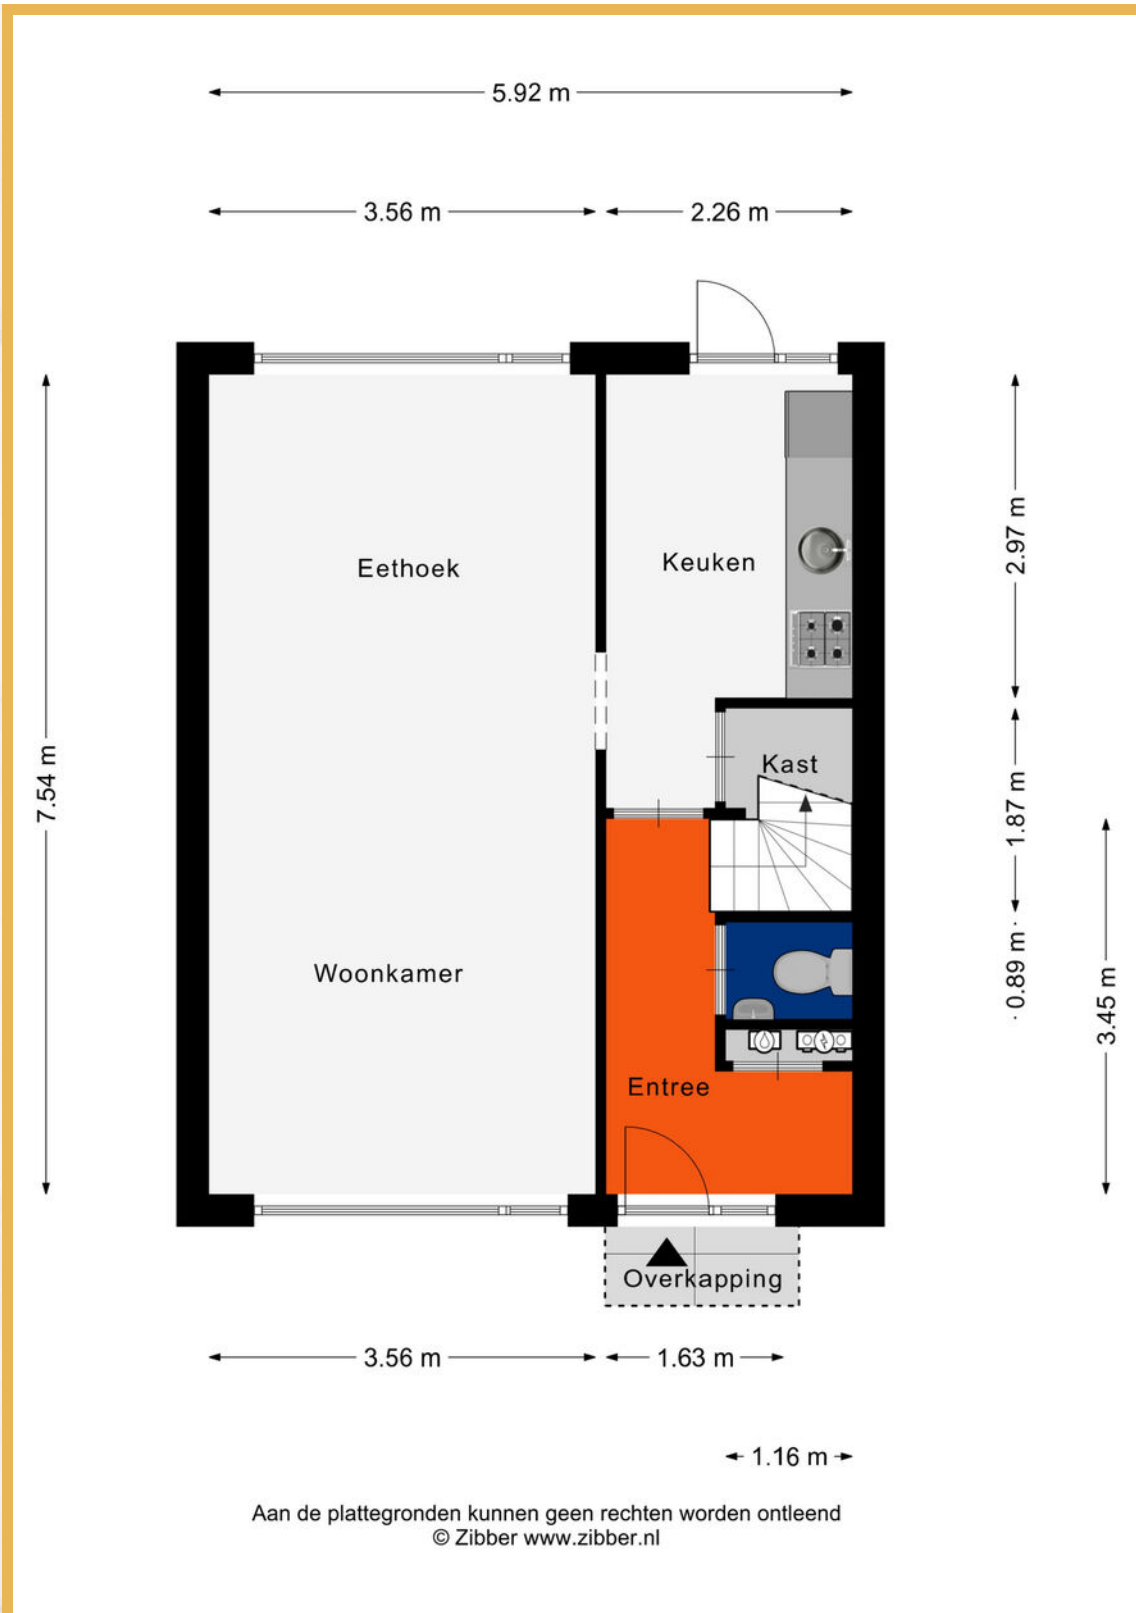 5.92 m
3.56 m
2.26 m
7.54 m
2.97 m
Eethoek
Keuken
Kast
1.87 m
Woonkamer
0.89 m
3.45 m
Entree
Overkapping
3.56 m
1.63 m
1.16 m
Aan de plattegronden kunnen geen rechten worden ontleend
© Zibber www.zibber.nl